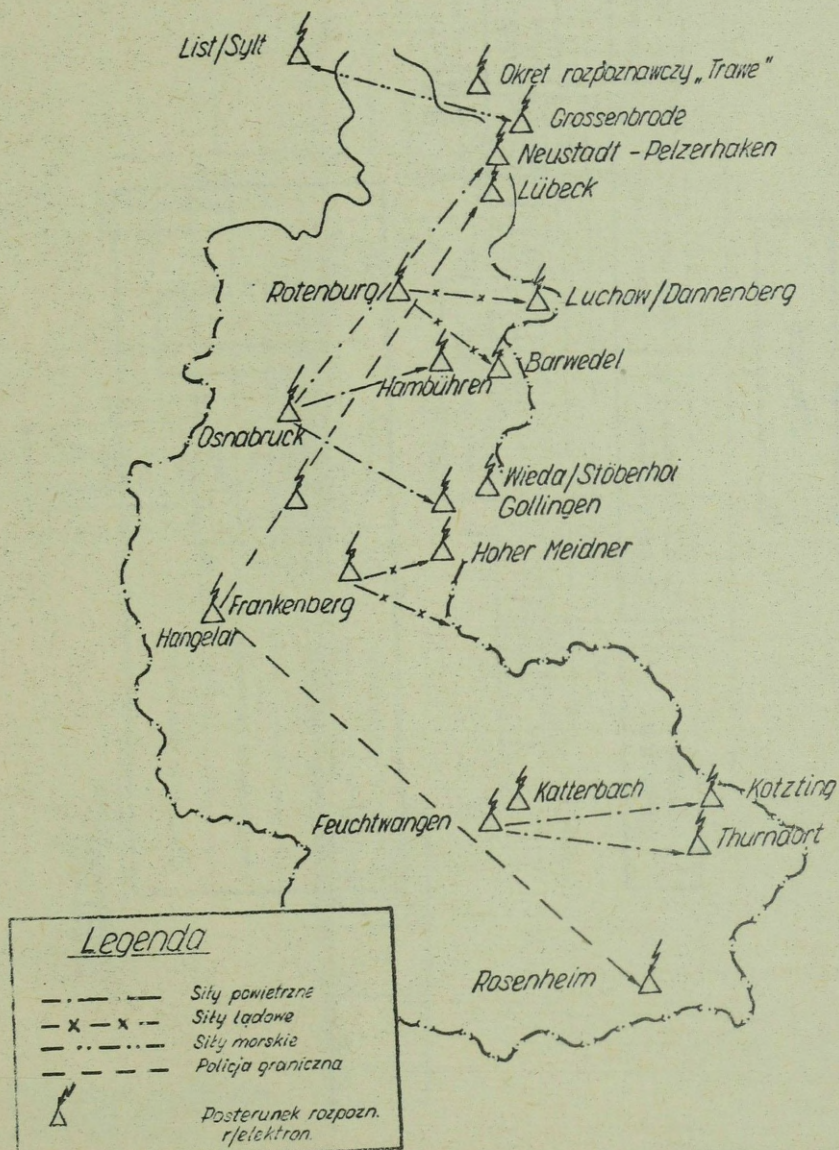 List/Sylt
Okręt rozpoznawczy „Trawe"
Grossenbrode
Neustadt - Pelzerhaken
Lübeck
Rotenburg
Luchow/Dannenberg
Barwedel
Hambühren
Osnabruck
Wieda/Stöberhai
Gollingen
Hoher Meidner
Frankenberg
Hangelar
Katterbach
Kotzting
Feuchtwangen
Thurndorf
Rosenheim
Legenda
Siły powietrzne
Siły lądowe
Siły morskie
Policja graniczna
Posterunek rozpozn.
r/elektron.